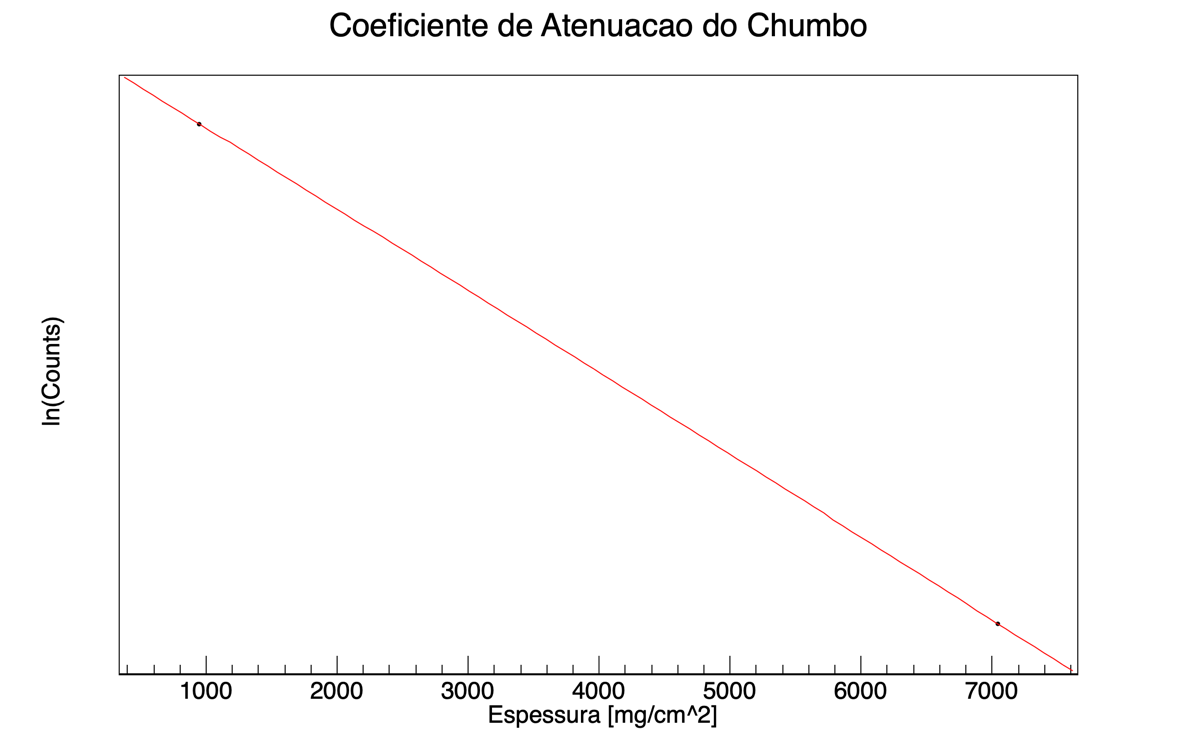 Coeficiente de Atenuacao do Chumbo
ln(Counts)
1000 2000 3000 4000 5000 6000 7000
Espessura [mg/cm^2]